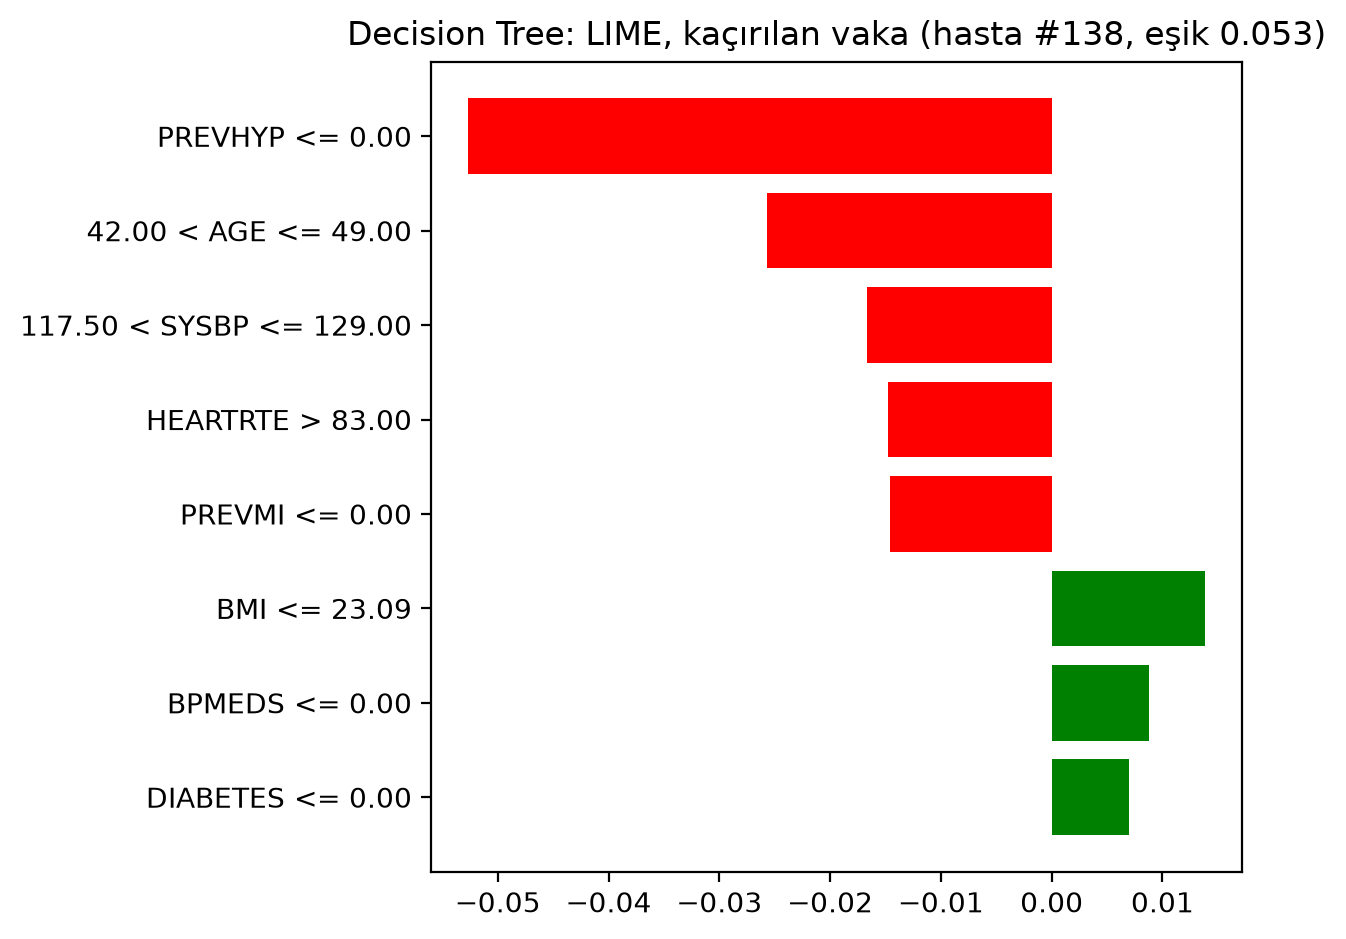 Decision Tree: LIME, kaçırılan vaka (hasta #138, eşik 0.053)
PREVHYP <= 0.00
42.00 < AGE <= 49.00
117.50 < SYSBP <= 129.00
HEARTRTE > 83.00
PREVMI <= 0.00
BMI <= 23.09
BPMEDS <= 0.00
DIABETES <= 0.00
−0.05 −0.04 −0.03 −0.02 −0.01 0.00 0.01